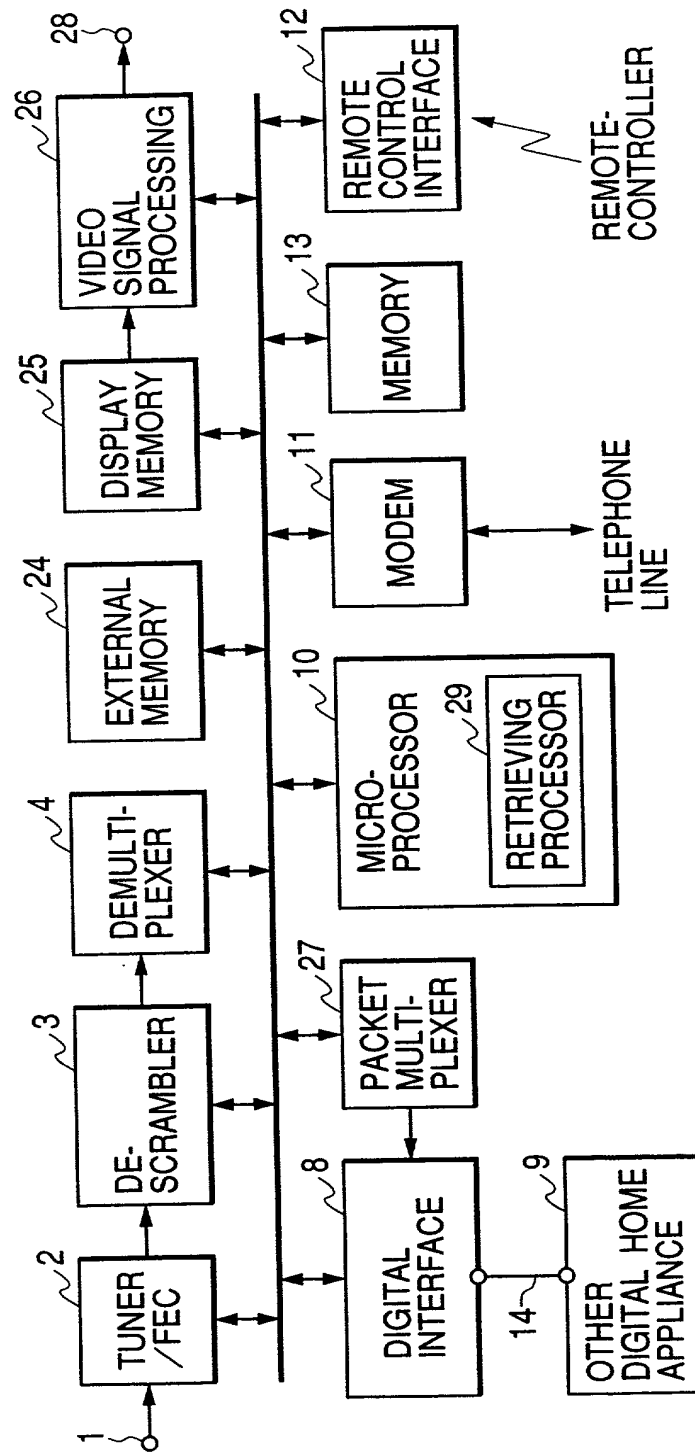 1
2
TUNER
/FEC
3
DE-
SCRAMBLER
4
DEMULTI-
PLEXER
24
EXTERNAL
MEMORY
25
DISPLAY
MEMORY
26
VIDEO
SIGNAL
PROCESSING
28
8
DIGITAL
INTERFACE
27
PACKET
MULTI-
PLEXER
10
MICRO-
PROCESSOR
29
RETRIEVING
PROCESSOR
11
MODEM
13
MEMORY
12
REMOTE
CONTROL
INTERFACE
14
9
OTHER
DIGITAL HOME
APPLIANCE
TELEPHONE
LINE
REMOTE-
CONTROLLER